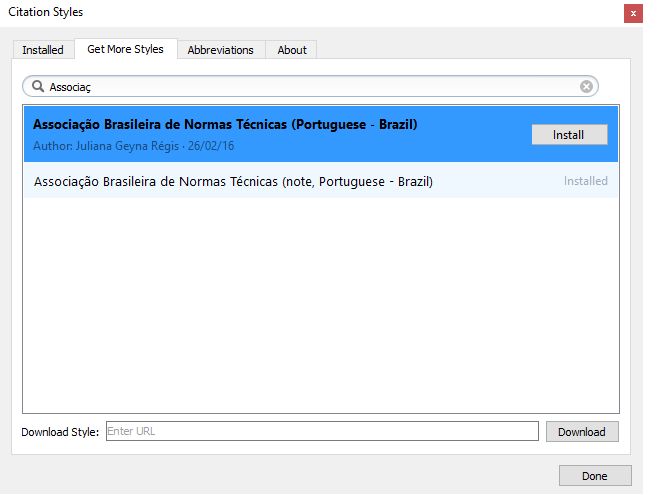 Citation Styles
x
Installed Get More Styles Abbreviations About
Associaç
Associação Brasileira de Normas Técnicas (Portuguese - Brazil)
Author: Juliana Geyna Régis · 26/02/16
Install
Associação Brasileira de Normas Técnicas (note, Portuguese - Brazil) Installed
Download Style: Enter URL Download
Done